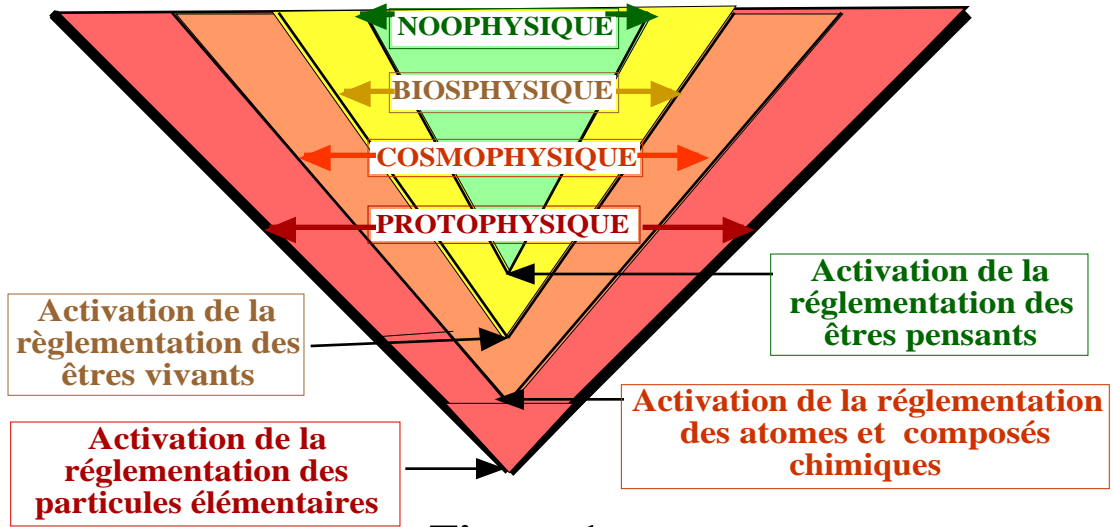 NOOPHYSIQUE
BIOSPHYSIQUE
COSMOPHYSIQUE
PROTOPHYSIQUE
Activation de la
réglementation des
êtres pensants
Activation de la
règlementation des
êtres vivants
Activation de la réglementation
des atomes et composés
chimiques
Activation de la
réglementation des
particules élémentaires